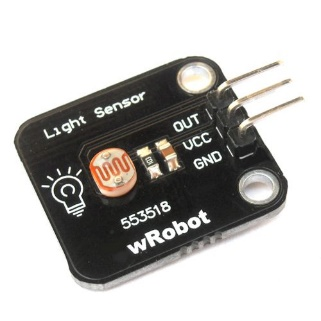 Light Sensor
OUT
VCC
GND
553518
wRobot